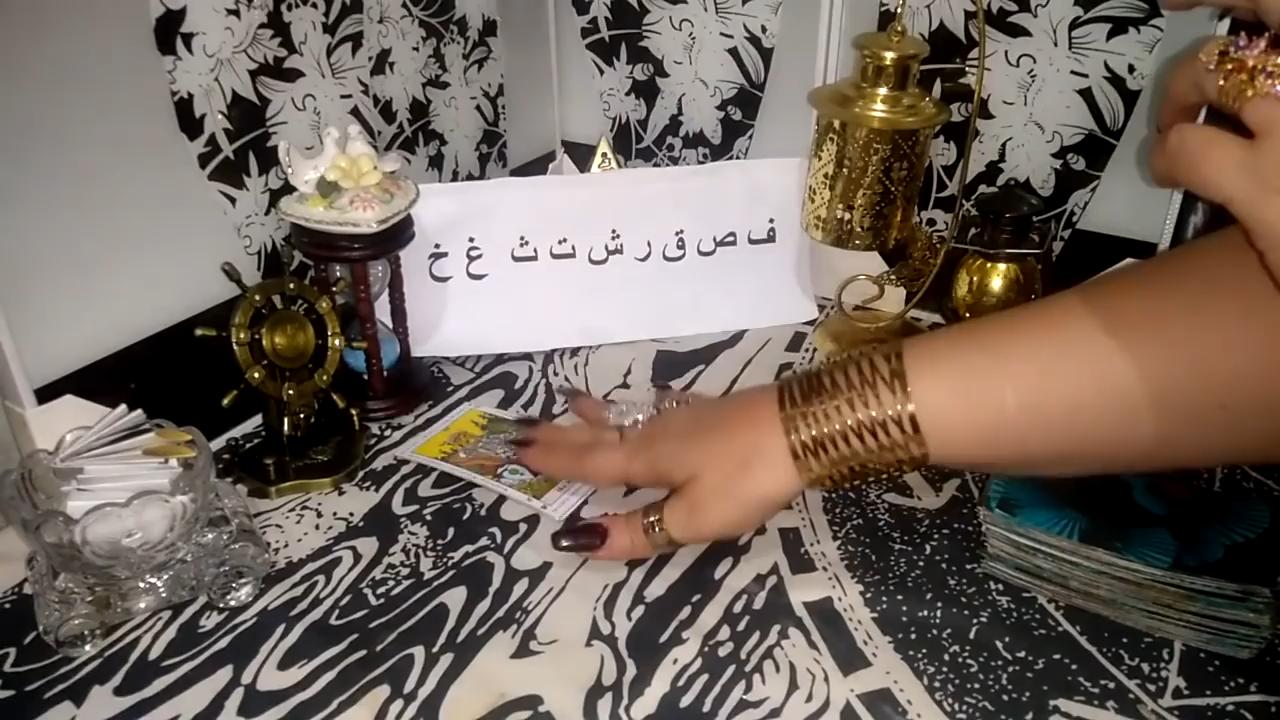 ف ص ق ر ش ت ث غ خ